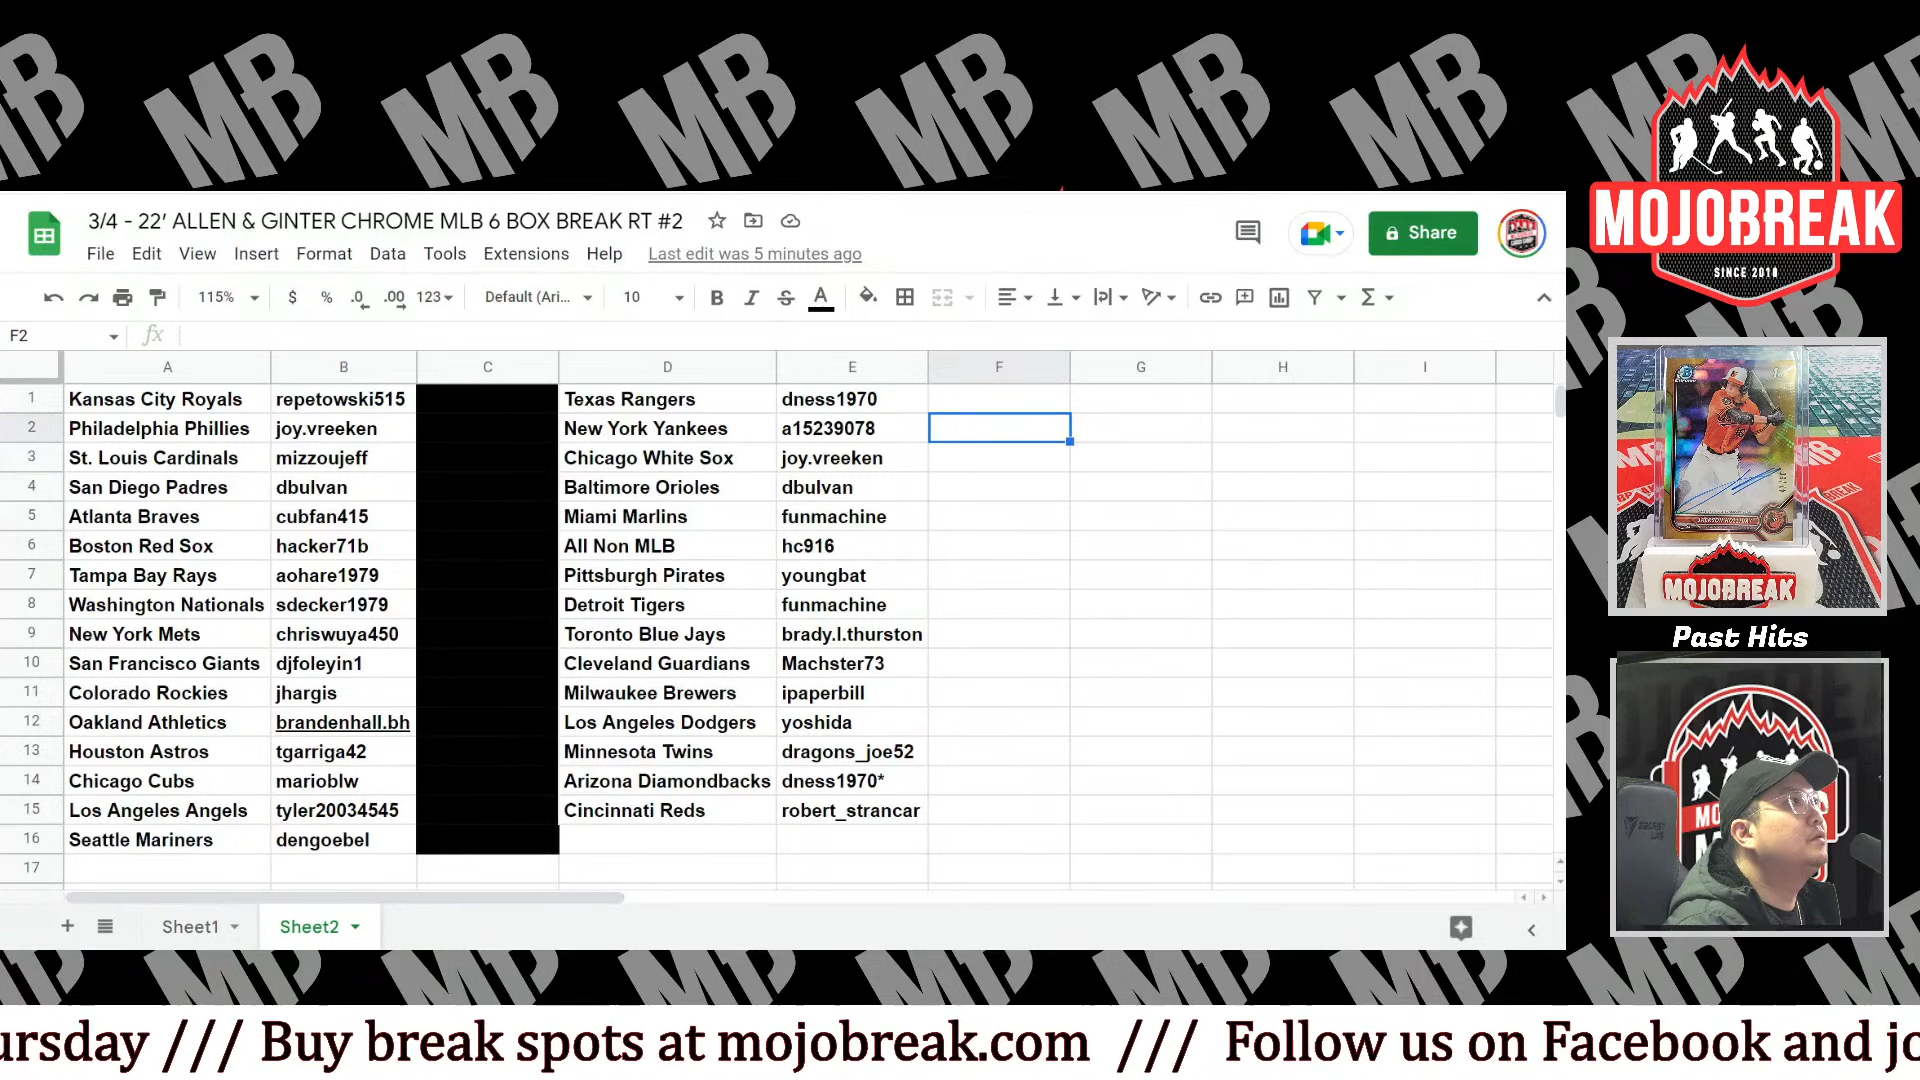 3/4 - 22' ALLEN & GINTER CHROME MLB 6 BOX BREAK RT #2
File Edit View Insert Format Data Tools Extensions Help Last edit was 5 minutes ago
Share
115% $ % .0 .00 123 Default (Ari... 10 B I S A
F2 fx
A B C D E F G H I
1 Kansas City Royals repetowski515 Texas Rangers dness1970
2 Philadelphia Phillies joy.vreeken New York Yankees a15239078
3 St. Louis Cardinals mizzoujeff Chicago White Sox joy.vreeken
4 San Diego Padres dbulvan Baltimore Orioles dbulvan
5 Atlanta Braves cubfan415 Miami Marlins funmachine
6 Boston Red Sox hacker71b All Non MLB hc916
7 Tampa Bay Rays aohare1979 Pittsburgh Pirates youngbat
8 Washington Nationals sdecker1979 Detroit Tigers funmachine
9 New York Mets chriswuya450 Toronto Blue Jays brady.l.thurston
10 San Francisco Giants djfoleyin1 Cleveland Guardians Machster73
11 Colorado Rockies jhargis Milwaukee Brewers ipaperbill
12 Oakland Athletics brandenhall.bh Los Angeles Dodgers yoshida
13 Houston Astros tgarriga42 Minnesota Twins dragons_joe52
14 Chicago Cubs marioblw Arizona Diamondbacks dness1970*
15 Los Angeles Angels tyler20034545 Cincinnati Reds robert_strancar
16 Seattle Mariners dengoebel
17
Sheet1 Sheet2
MOJOBREAK
SINCE 2010
MOJOBREAK
Past Hits
ursday /// Buy break spots at mojobreak.com /// Follow us on Facebook and jo